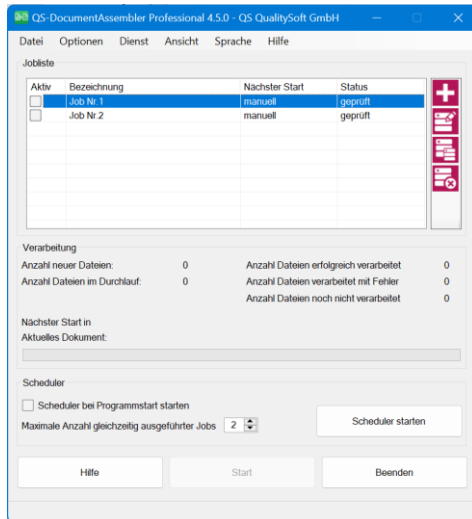 QS-DocumentAssembler Professional 4.5.0 - QS QualitySoft GmbH
Datei Optionen Dienst Ansicht Sprache Hilfe
Jobliste
Aktiv Bezeichnung Nächster Start Status
Job Nr.1 manuell geprüft
Job Nr.2 manuell geprüft
Verarbeitung
Anzahl neuer Dateien: 0 Anzahl Dateien erfolgreich verarbeitet 0
Anzahl Dateien im Durchlauf: 0 Anzahl Dateien verarbeitet mit Fehler 0
Anzahl Dateien noch nicht verarbeitet 0
Nächster Start in
Aktuelles Dokument:
Scheduler
Scheduler bei Programmstart starten
Maximale Anzahl gleichzeitig ausgeführter Jobs 2 Scheduler starten
Hilfe Start Beenden